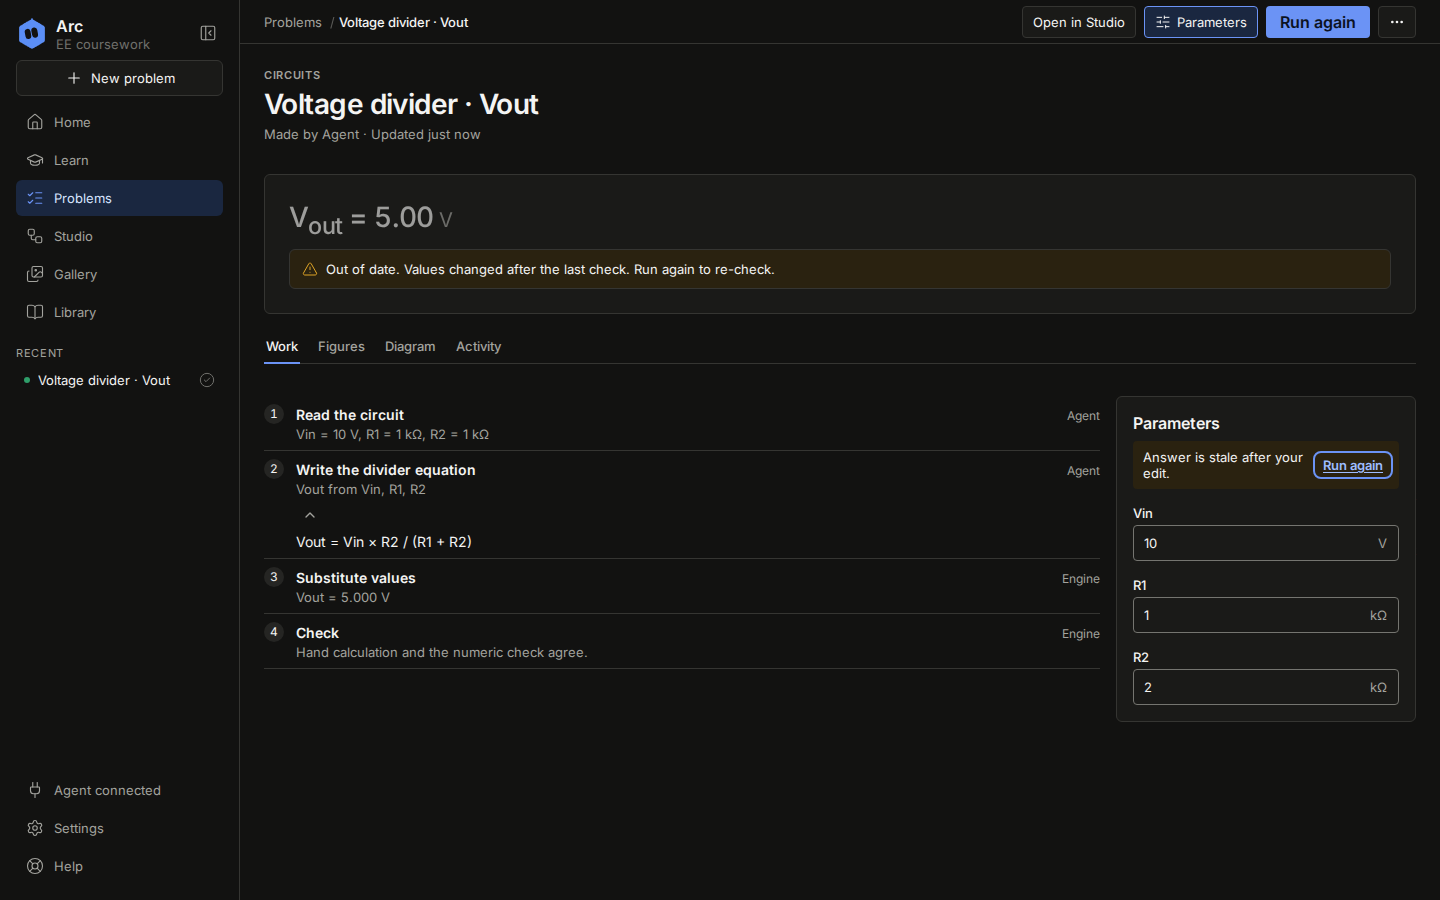 Arc
EE coursework
New problem
Home
Learn
Problems
Studio
Gallery
Library
RECENT
Voltage divider · Vout
Agent connected
Settings
Help
Problems / Voltage divider · Vout
Open in Studio
Parameters
Run again
CIRCUITS
Voltage divider · Vout
Made by Agent · Updated just now
Vout = 5.00 V
Out of date. Values changed after the last check. Run again to re-check.
Work Figures Diagram Activity
1 Read the circuit Agent
Vin = 10 V, R1 = 1 kΩ, R2 = 1 kΩ
2 Write the divider equation Agent
Vout from Vin, R1, R2
Vout = Vin × R2 / (R1 + R2)
3 Substitute values Engine
Vout = 5.000 V
4 Check Engine
Hand calculation and the numeric check agree.
Parameters
Answer is stale after your
edit.
Run again
Vin
10 V
R1
1 kΩ
R2
2 kΩ